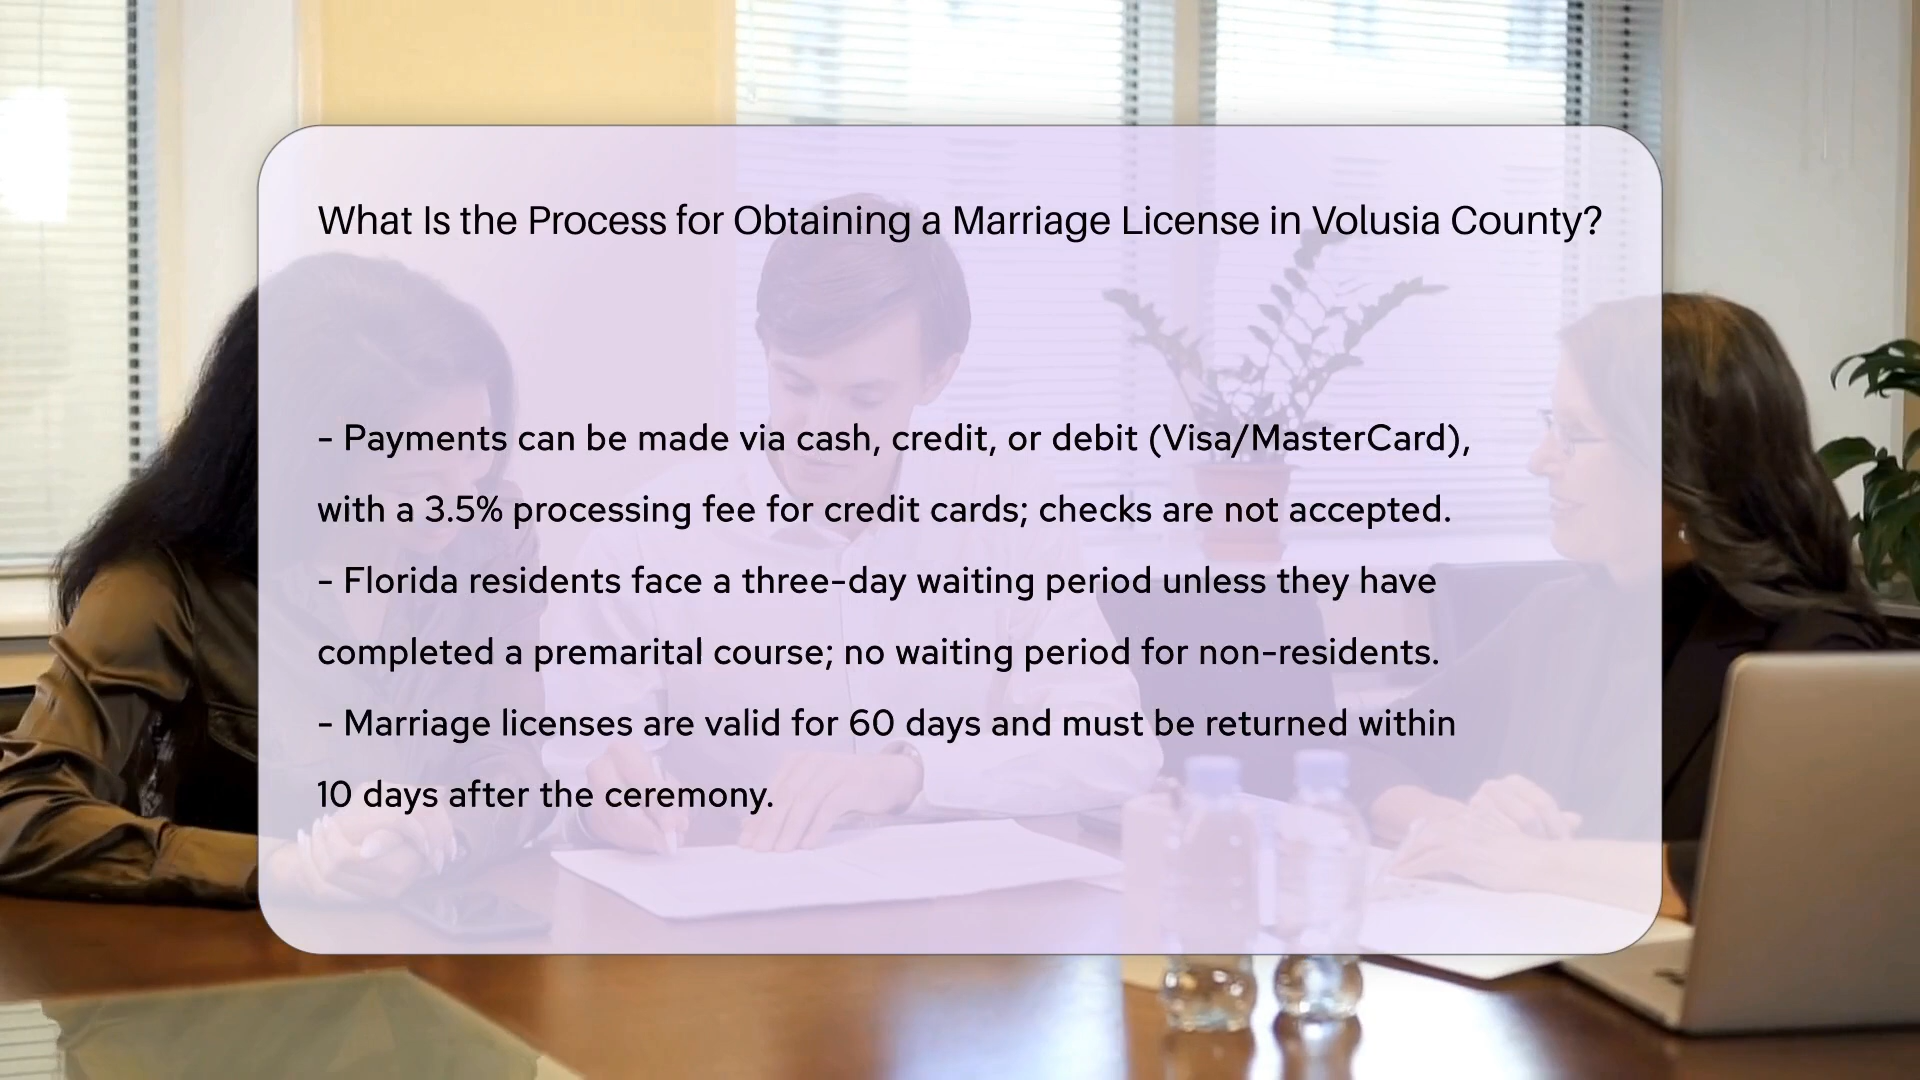 What Is the Process for Obtaining a Marriage License in Volusia County?
- Payments can be made via cash, credit, or debit (Visa/MasterCard),
with a 3.5% processing fee for credit cards; checks are not accepted.
- Florida residents face a three-day waiting period unless they have
completed a premarital course; no waiting period for non-residents.
- Marriage licenses are valid for 60 days and must be returned within
10 days after the ceremony.